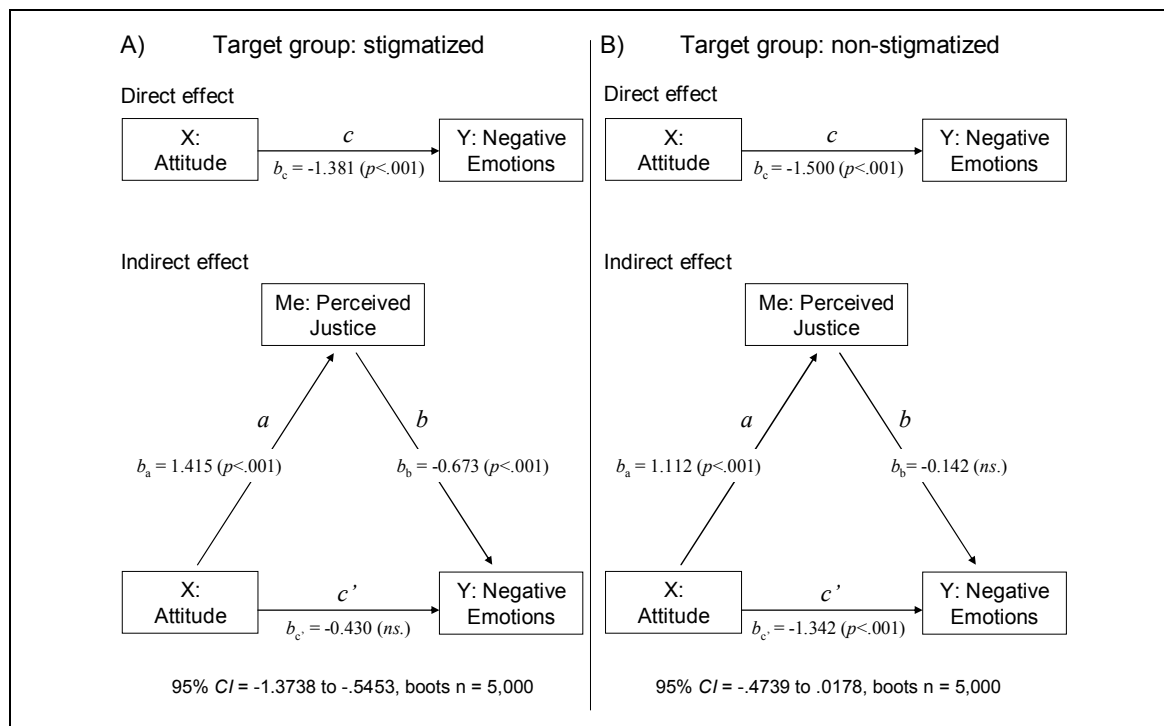 A) Target group: stigmatized
Direct effect
X:
Attitude
c
b_c = -1.381 (p<.001)
Y: Negative
Emotions
Indirect effect
Me: Perceived
Justice
a
b
b_a = 1.415 (p<.001)
b_b = -0.673 (p<.001)
X:
Attitude
c’
b_c’ = -0.430 (ns.)
Y: Negative
Emotions
95% CI = -1.3738 to -.5453, boots n = 5,000
B) Target group: non-stigmatized
Direct effect
X:
Attitude
c
b_c = -1.500 (p<.001)
Y: Negative
Emotions
Indirect effect
Me: Perceived
Justice
a
b
b_a = 1.112 (p<.001)
b_b= -0.142 (ns.)
X:
Attitude
c’
b_c’ = -1.342 (p<.001)
Y: Negative
Emotions
95% CI = -.4739 to .0178, boots n = 5,000